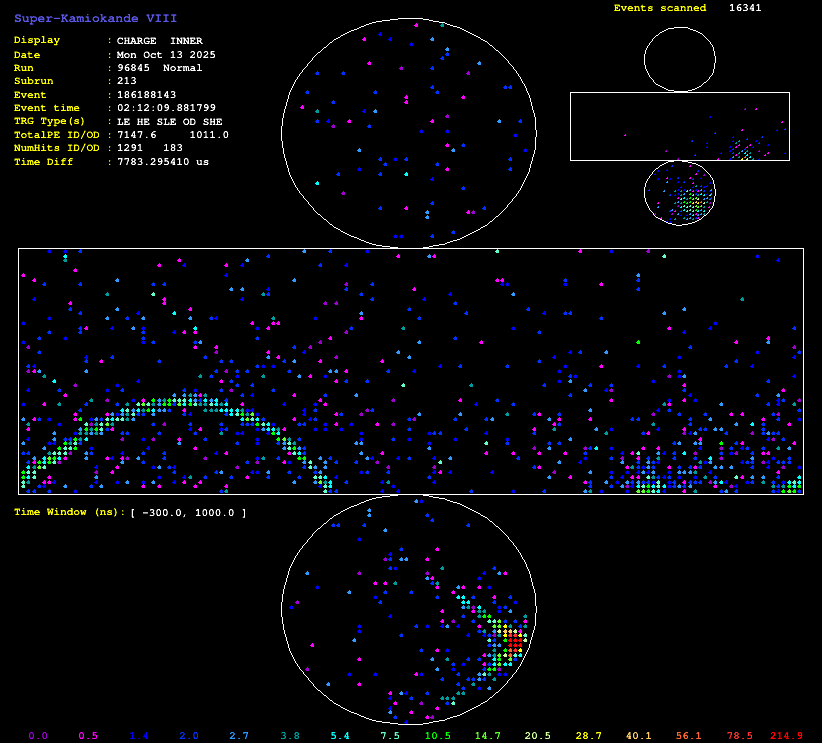 Events scanned 16341
Super-Kamiokande VIII
Display : CHARGE INNER
Date : Mon Oct 13 2025
Run : 96845 Normal
Subrun : 213
Event : 186188143
Event time : 02:12:09.881799
TRG Type(s) : LE HE SLE OD SHE
TotalPE ID/OD : 7147.6 1011.0
NumHits ID/OD : 1291 183
Time Diff : 7783.295410 us
Time Window (ns): [ -300.0, 1000.0 ]
0.0 0.5 1.4 2.0 2.7 3.8 5.4 7.5 10.5 14.7 20.5 28.7 40.1 56.1 78.5 214.9